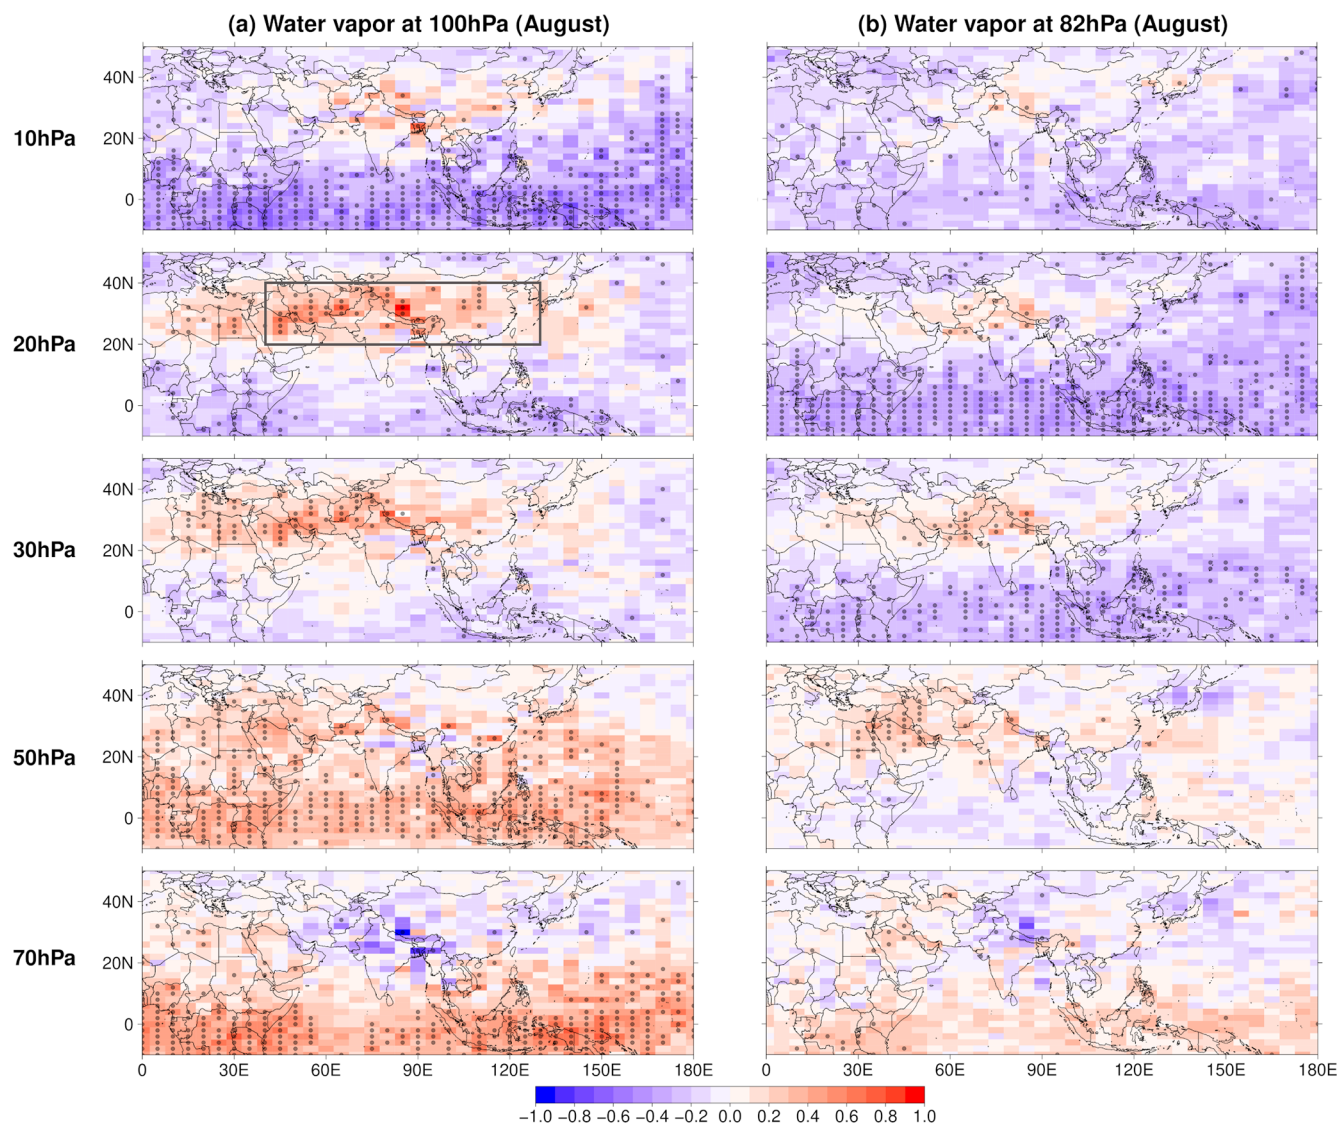 (a) Water vapor at 100hPa (August)
(b) Water vapor at 82hPa (August)
10hPa
40N
20N
0
20hPa
40N
20N
0
30hPa
40N
20N
0
50hPa
40N
20N
0
70hPa
40N
20N
0
0 30E 60E 90E 120E 150E 180E
0 30E 60E 90E 120E 150E 180E
−1.0 −0.8 −0.6 −0.4 −0.2 0.0 0.2 0.4 0.6 0.8 1.0